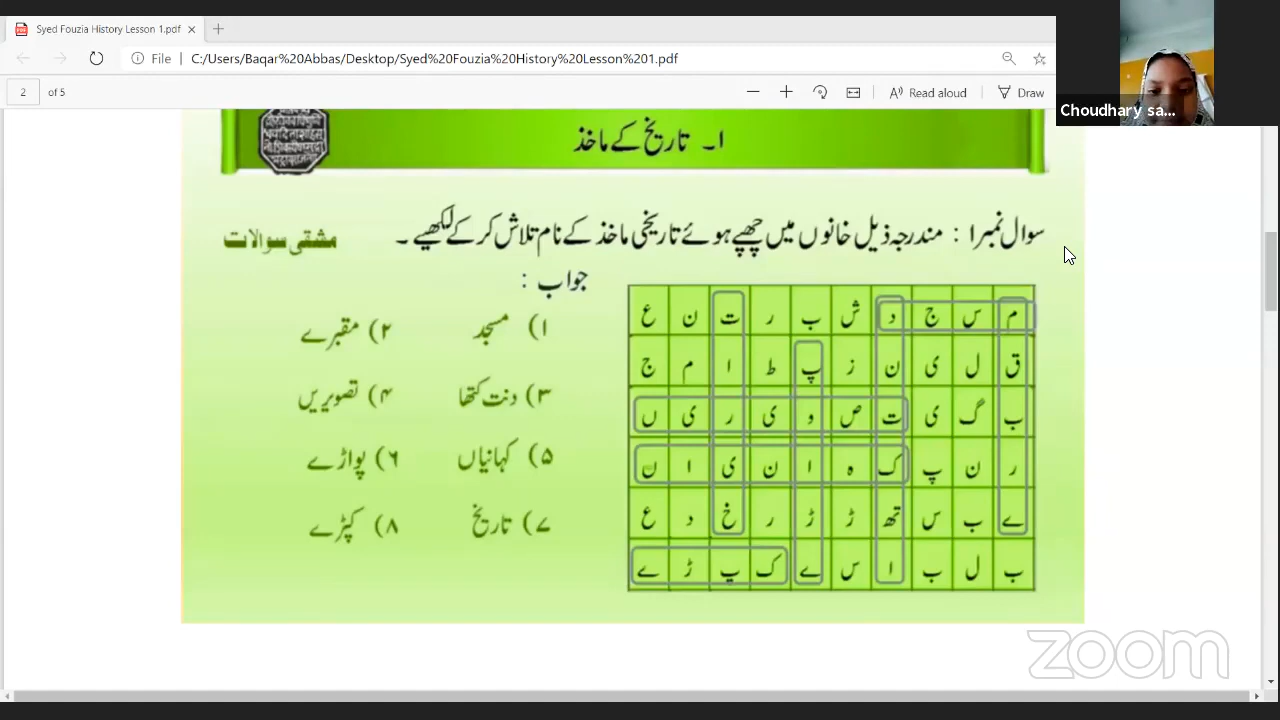 Syed Fouzia History Lesson 1.pdf
File | C:/Users/Baqar%20Abbas/Desktop/Syed%20Fouzia%20History%20Lesson%201.pdf
2 of 5
Read aloud
Draw
Choudhary sa...
۱۔ تاریخ کے ماخذ
سوال نمبر ۱ : مندرجہ ذیل خانوں میں چھپے ہوئے تاریخی ماخذ کے نام تلاش کر کے لکھیے ۔
مشقی سوالات
جواب :
م س ج د ش ب ر ت ن ع
ق ل ی ن ز پ ط ا م ج
ب گ ی ت ص و ی ر ی ں
ر ن پ ک ہ ا ن ی ا ں
ے ب س تھ ڑ ڑ ر خ د ع
ب ل ب ا س ے ک پ ڑ ے
۱) مسجد ۲) مقبرے
۳) دنت کتھا ۴) تصویریں
۵) کہانیاں ۶) پواڑے
۷) تاریخ ۸) کپڑے
zoom